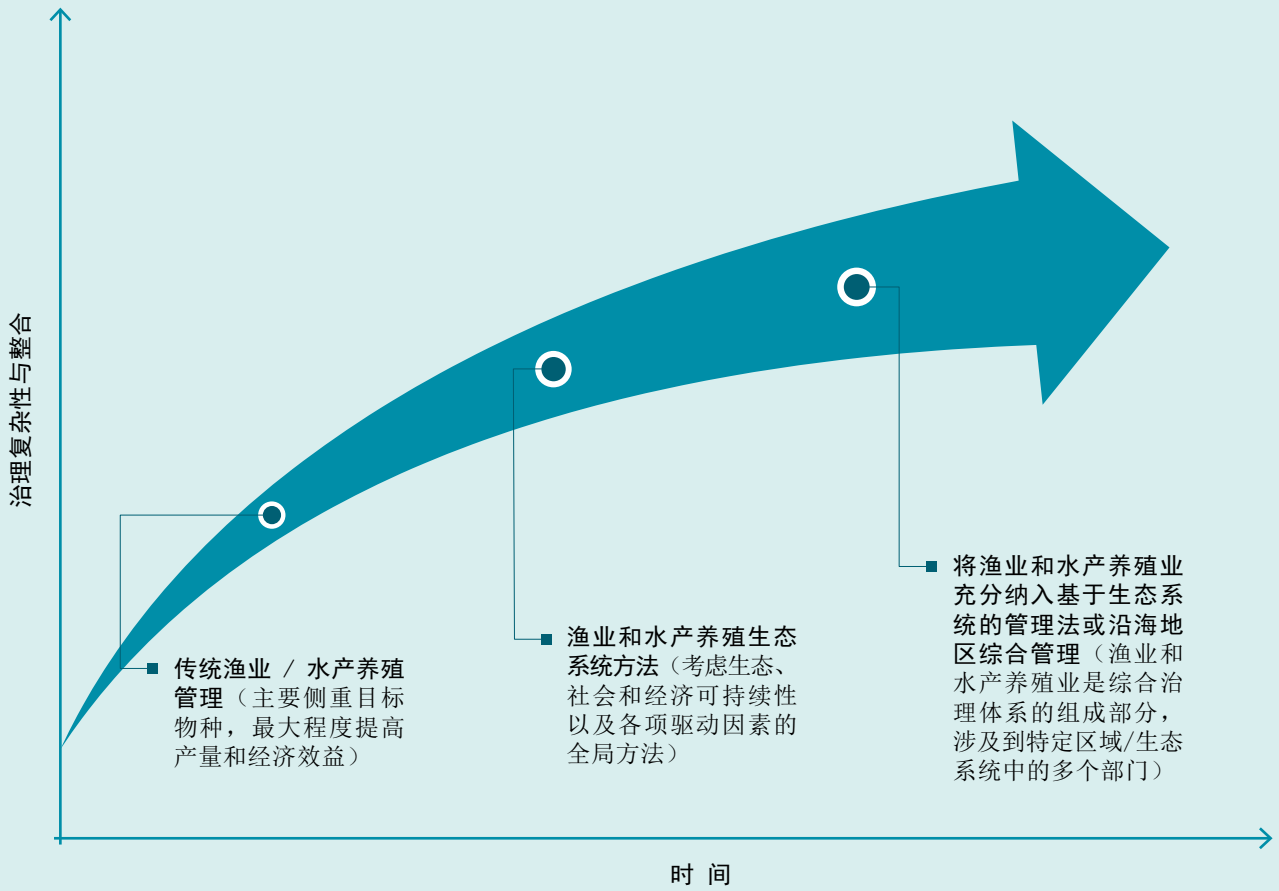 治理复杂性与整合
传统渔业 / 水产养殖
管理（主要侧重目标
物种，最大程度提高
产量和经济效益）
渔业和水产养殖生态
系统方法（考虑生态、
社会和经济可持续性
以及各项驱动因素的
全局方法）
将渔业和水产养殖业
充分纳入基于生态系
统的管理法或沿海地
区综合管理（渔业和
水产养殖业是综合治
理体系的组成部分，
涉及到特定区域/生态
系统中的多个部门）
时 间